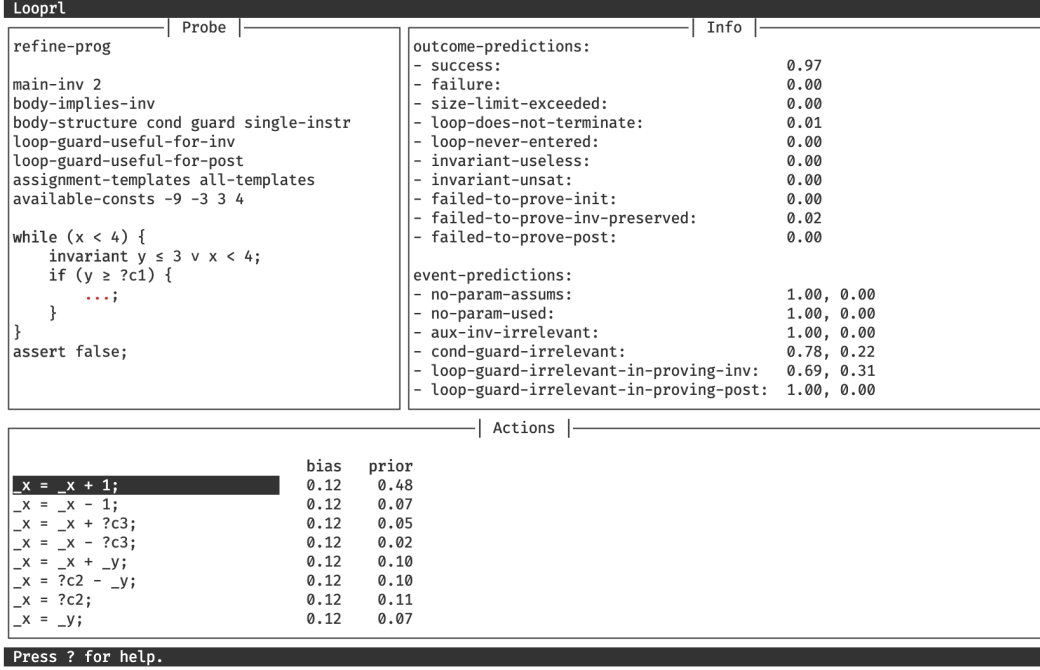 Looprl
Probe
refine-prog
main-inv 2
body-implies-inv
body-structure cond guard single-instr
loop-guard-useful-for-inv
loop-guard-useful-for-post
assignment-templates all-templates
available-consts -9 -3 3 4
while (x < 4) {
    invariant y ≤ 3 ∨ x < 4;
    if (y ≥ ?c1) {
        ...;
    }
}
assert false;
Info
outcome-predictions:
- success: 0.97
- failure: 0.00
- size-limit-exceeded: 0.00
- loop-does-not-terminate: 0.01
- loop-never-entered: 0.00
- invariant-useless: 0.00
- invariant-unsat: 0.00
- failed-to-prove-init: 0.00
- failed-to-prove-inv-preserved: 0.02
- failed-to-prove-post: 0.00
event-predictions:
- no-param-assums: 1.00, 0.00
- no-param-used: 1.00, 0.00
- aux-inv-irrelevant: 1.00, 0.00
- cond-guard-irrelevant: 0.78, 0.22
- loop-guard-irrelevant-in-proving-inv: 0.69, 0.31
- loop-guard-irrelevant-in-proving-post: 1.00, 0.00
Actions
bias prior
_x = _x + 1; 0.12 0.48
_x = _x - 1; 0.12 0.07
_x = _x + ?c3; 0.12 0.05
_x = _x - ?c3; 0.12 0.02
_x = _x + _y; 0.12 0.10
_x = ?c2 - _y; 0.12 0.10
_x = ?c2; 0.12 0.11
_x = _y; 0.12 0.07
Press ? for help.